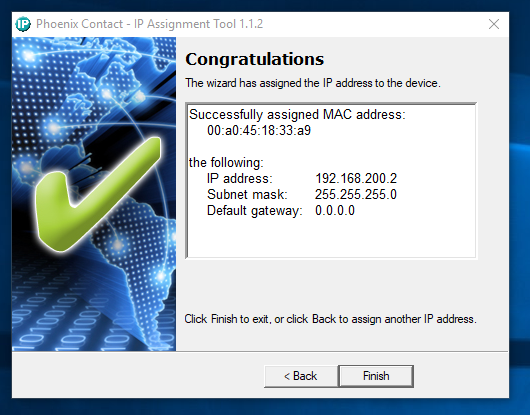 IP Phoenix Contact - IP Assignment Tool 1.1.2
Congratulations
The wizard has assigned the IP address to the device.
Successfully assigned MAC address:
00:a0:45:18:33:a9
the following:
IP address: 192.168.200.2
Subnet mask: 255.255.255.0
Default gateway: 0.0.0.0
Click Finish to exit, or click Back to assign another IP address.
< Back Finish